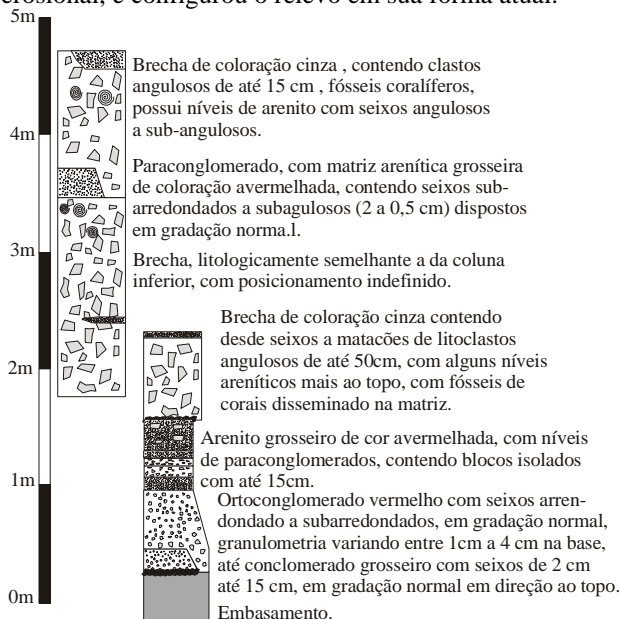 erosional, e configurou o relevo em sua forma atual.
5m
Brecha de coloração cinza , contendo clastos
angulosos de até 15 cm , fósseis coralíferos,
possui níveis de arenito com seixos angulosos
a sub-angulosos.
4m
Paraconglomerado, com matriz arenítica grosseira
de coloração avermelhada, contendo seixos sub-
arredondados a subagulosos (2 a 0,5 cm) dispostos
em gradação norma.l.
3m
Brecha, litologicamente semelhante a da coluna
inferior, com posicionamento indefinido.
Brecha de coloração cinza contendo
desde seixos a matacões de litoclastos
angulosos de até 50cm, com alguns níveis
areníticos mais ao topo, com fósseis de
corais disseminado na matriz.
2m
Arenito grosseiro de cor avermelhada, com níveis
de paraconglomerados, contendo blocos isolados
com até 15cm.
1m
Ortoconglomerado vermelho com seixos arren-
dondado a subarredondados, em gradação normal,
granulometria variando entre 1cm a 4 cm na base,
até conclomerado grosseiro com seixos de 2 cm
até 15 cm, em gradação normal em direção ao topo.
0m
Embasamento.